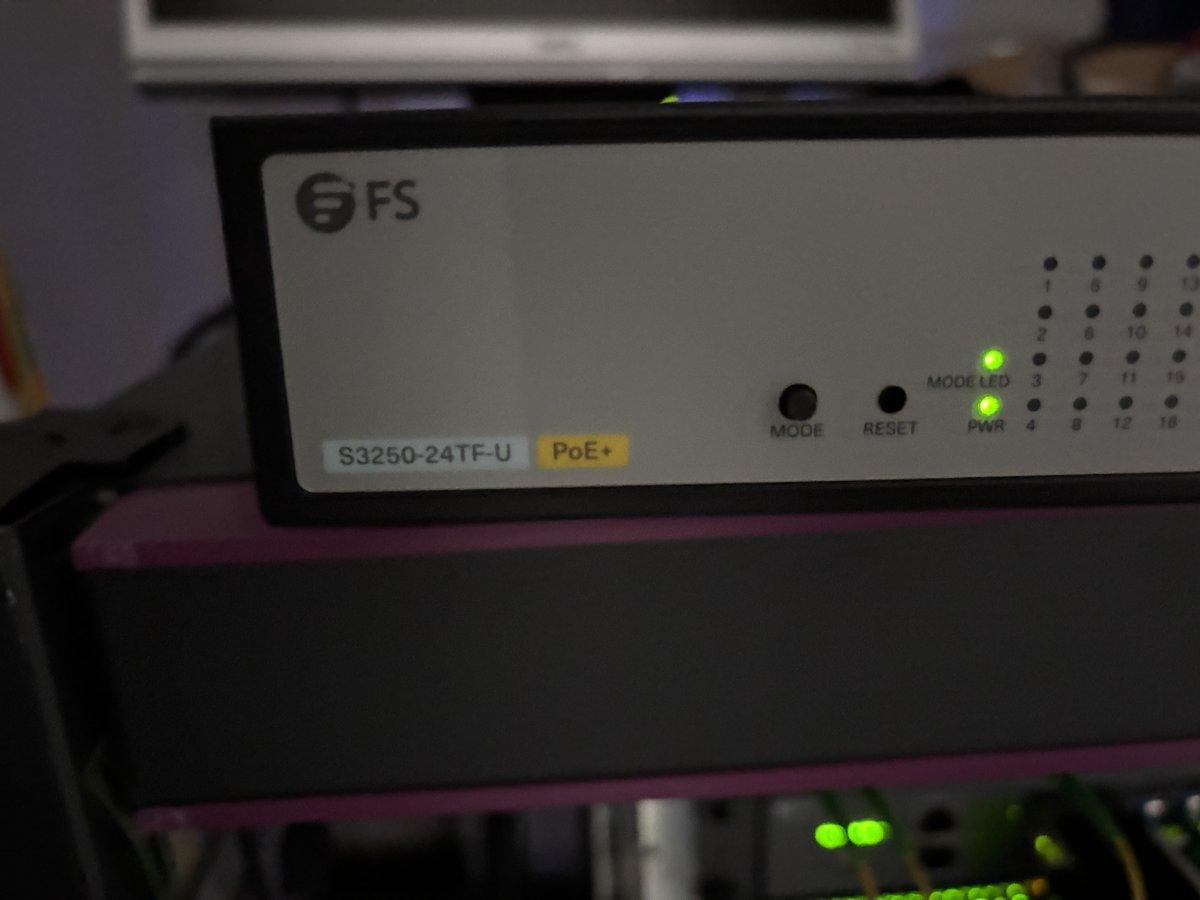 FS
1 5 9 13
2 6 10 14
MODE LED 3 7 11 15
MODE RESET PWR 4 8 12 16
S3250-24TF-U PoE+